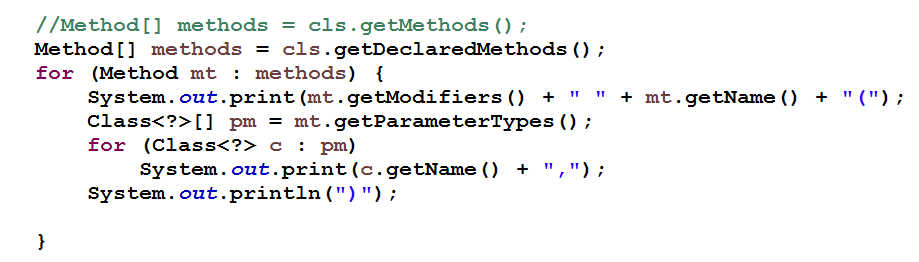 //Method[] methods = cls.getMethods();
Method[] methods = cls.getDeclaredMethods();
for (Method mt : methods) {
    System.out.print(mt.getModifiers() + " " + mt.getName() + "(");
    Class<?>[] pm = mt.getParameterTypes();
    for (Class<?> c : pm)
        System.out.print(c.getName() + ",");
    System.out.println(")");
}